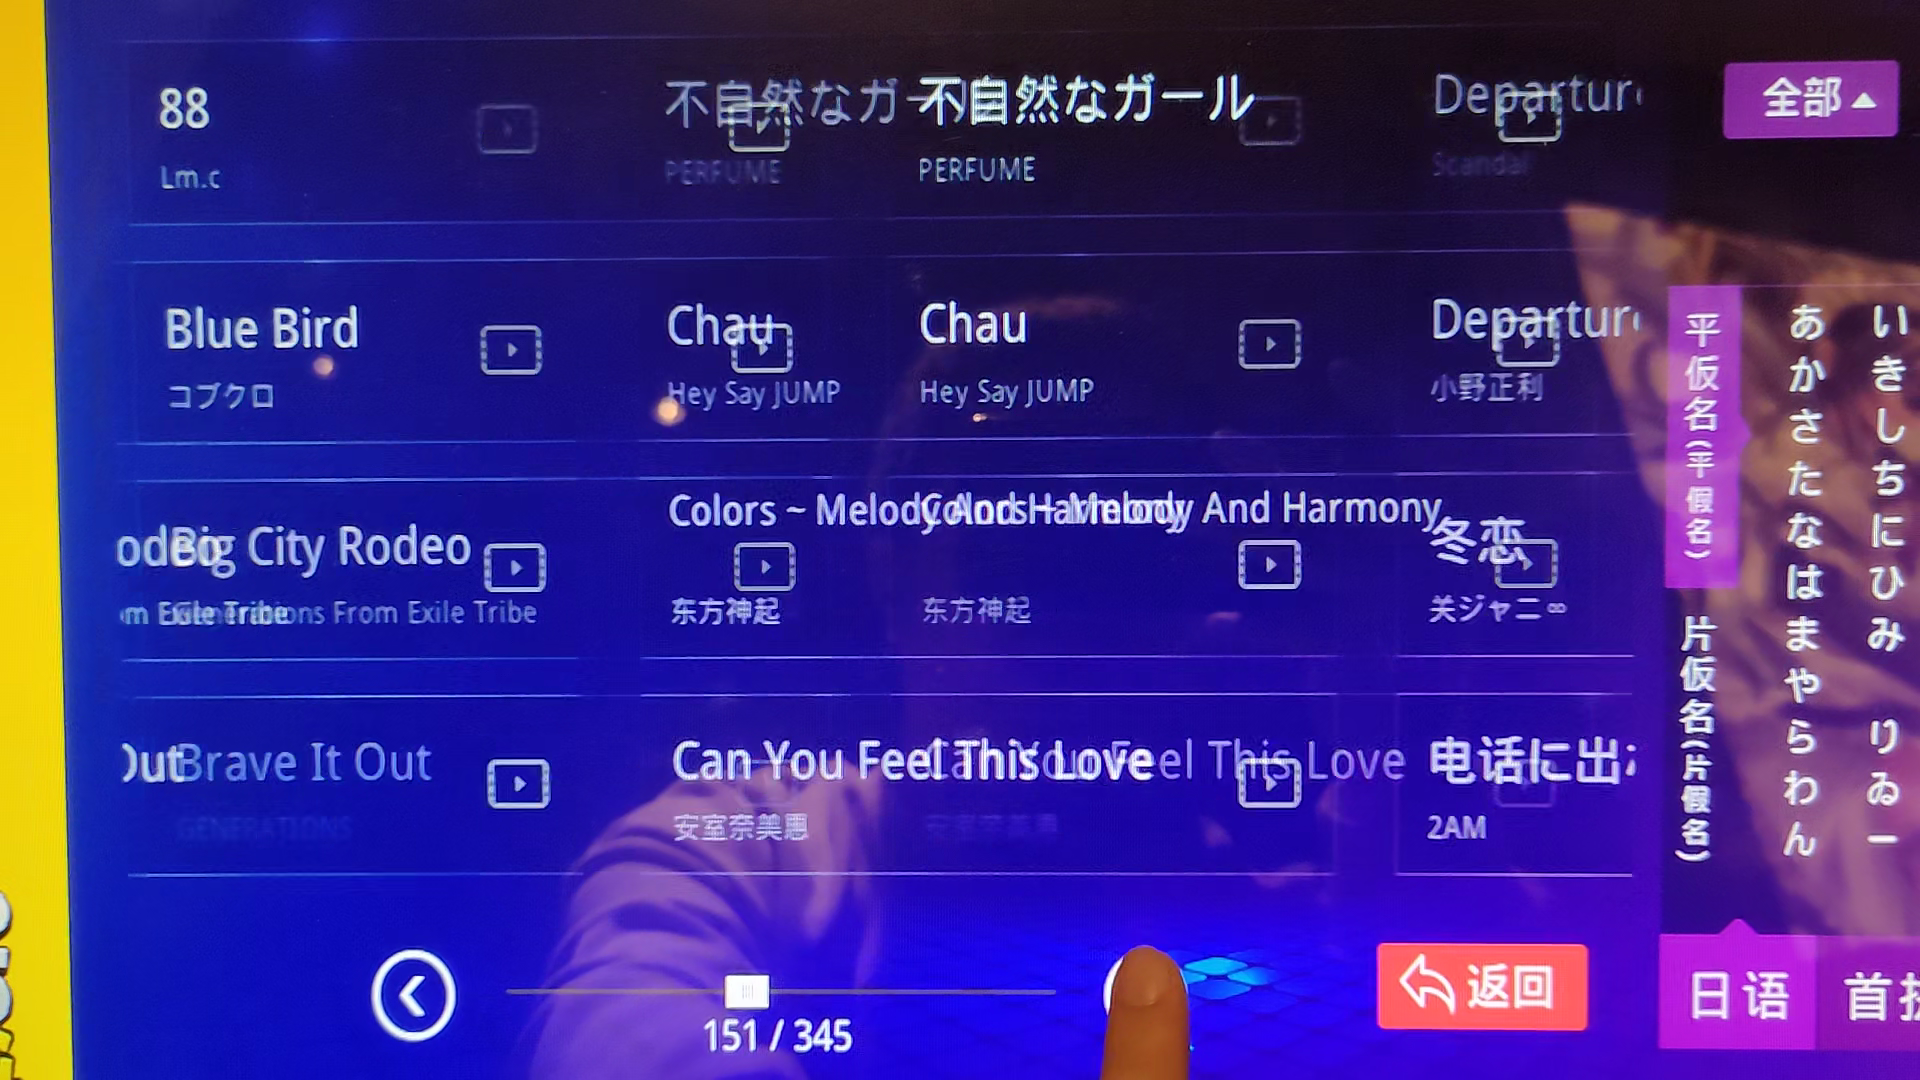 88
Lm.c
不自然なガー
PERFUME
不自然なガール
PERFUME
Departur
Scandal
全部
Blue Bird
コブクロ
Chau
Hey Say JUMP
Chau
Hey Say JUMP
Departur
小野正利
Big City Rodeo
Generations From Exile Tribe
odeo
m Exile Tribe
Colors ~ Melody And Harmony
东方神起
Colors ~ Melody And Harmony
东方神起
冬恋
关ジャニ∞
Out
Brave It Out
GENERATIONS
Can You Feel This Love
安室奈美恵
Can You Feel This Love
安室奈美恵
电话に出
2AM
平仮名(平假名)
片仮名(片假名)
あかさたなはまやらわん
いきしちにひみ りゐー
151 / 345
返回
日语
首